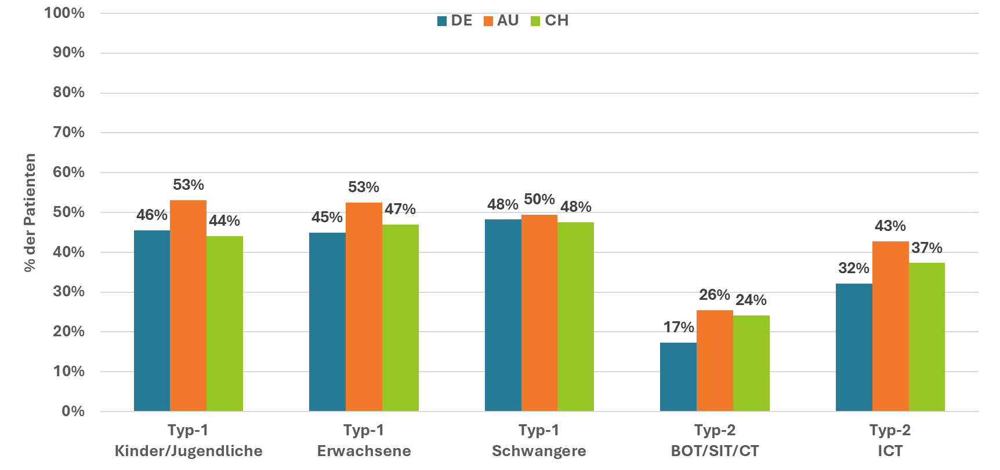 DE AU CH
100%
90%
80%
70%
60%
50%
40%
30%
20%
10%
0%
% der Patienten
46% 53% 44%
45% 53% 47%
48% 50% 48%
17% 26% 24%
32% 43% 37%
Typ-1
Kinder/Jugendliche
Typ-1
Erwachsene
Typ-1
Schwangere
Typ-2
BOT/SIT/CT
Typ-2
ICT